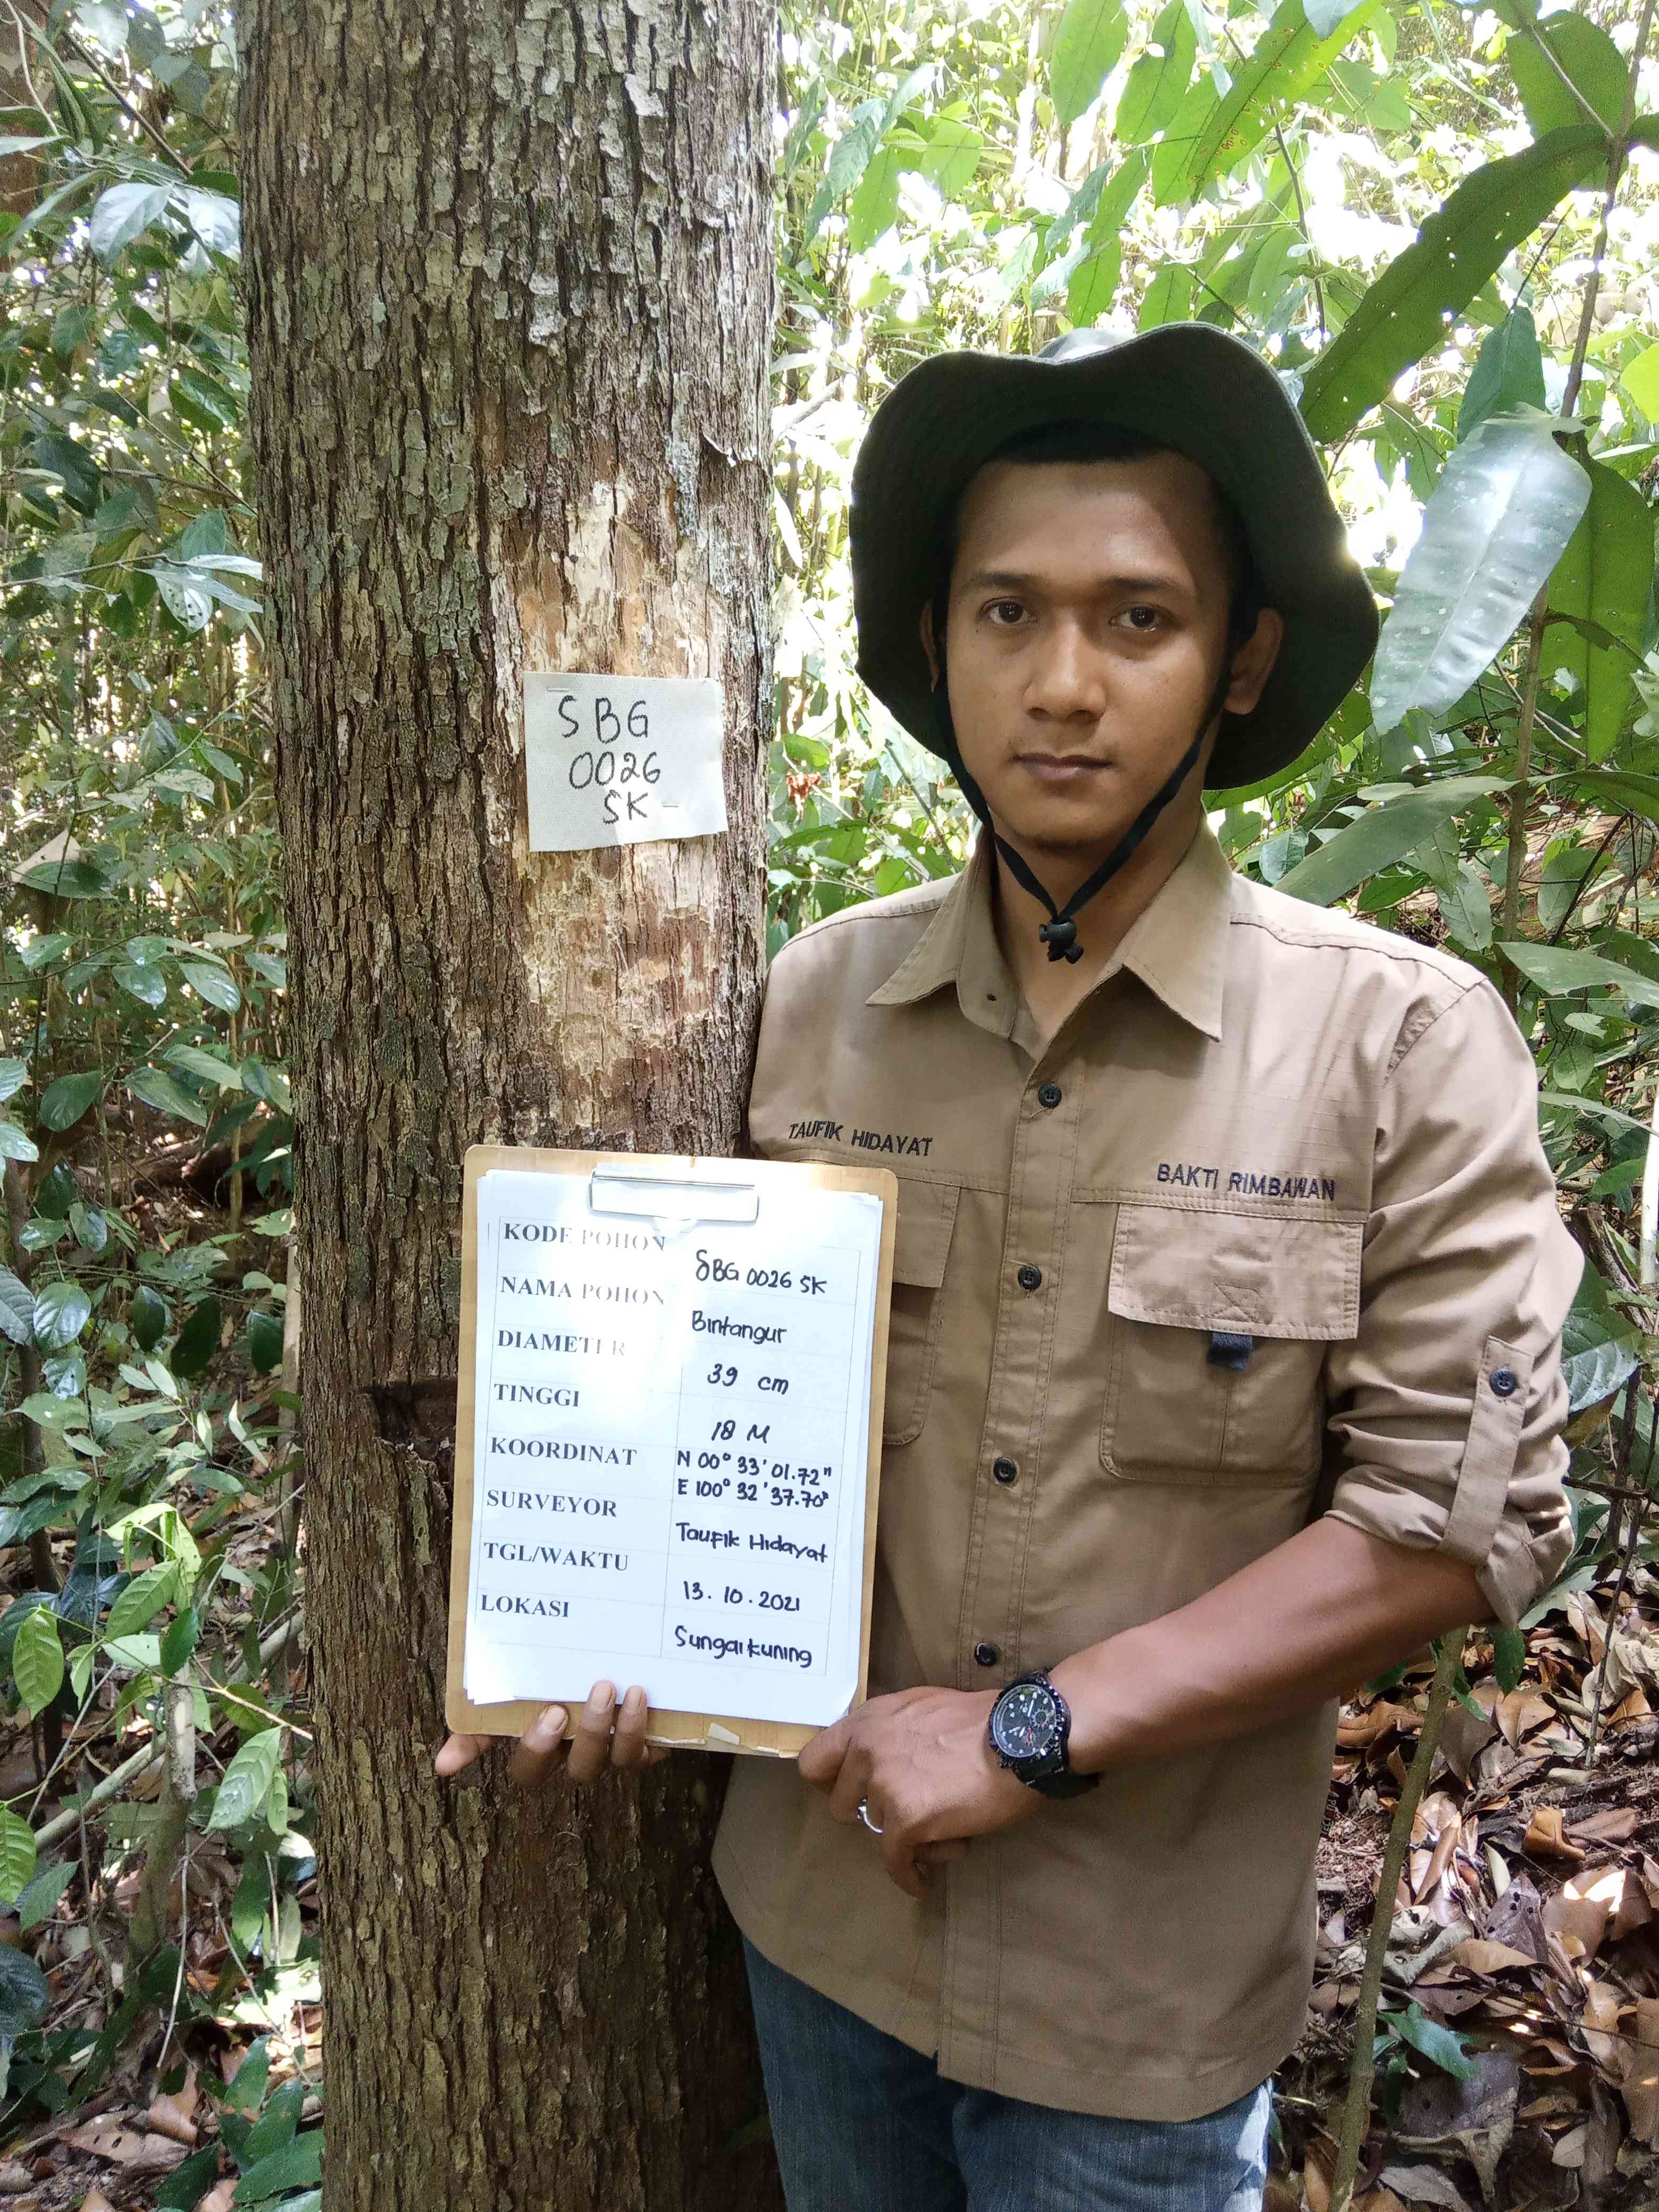 SBG
0026
SK
TAUFIK HIDAYAT
BAKTI RIMBAWAN
KODE POHON SBG 0026 SK
NAMA POHON Bintangur
DIAMETER 39 cm
TINGGI 18 M
KOORDINAT N 00° 33' 01.72"
E 100° 32' 37.70"
SURVEYOR Taufik Hidayat
TGL/WAKTU 13.10.2021
LOKASI Sungai kuning